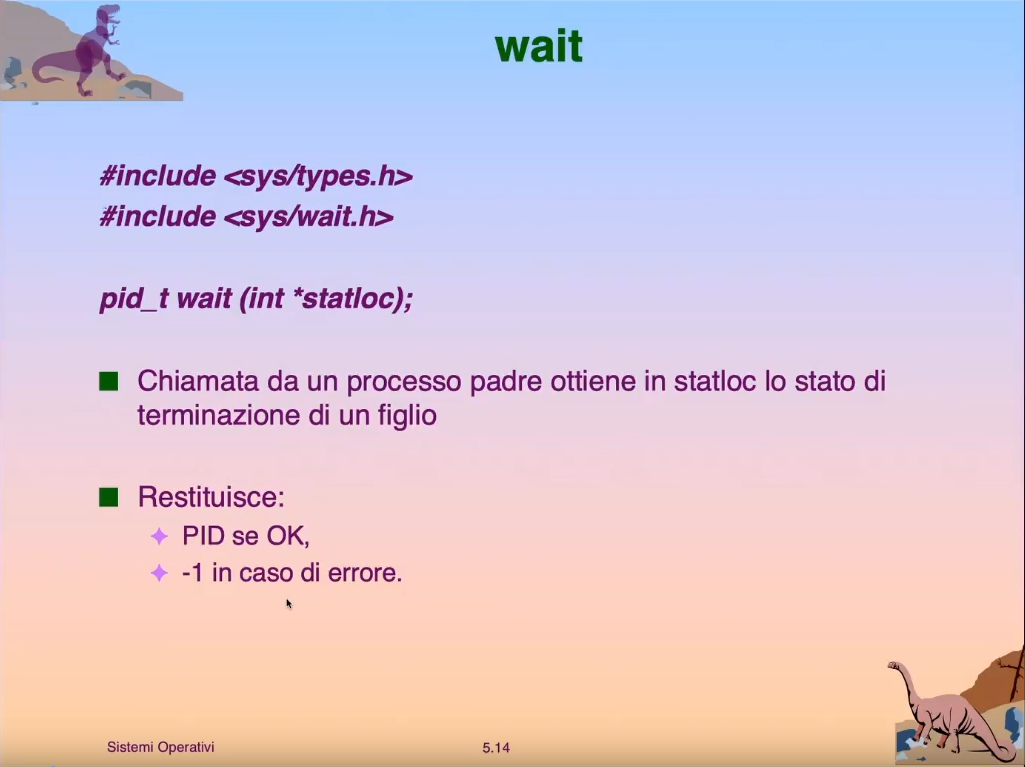 wait
#include <sys/types.h>
#include <sys/wait.h>
pid_t wait (int *statloc);
Chiamata da un processo padre ottiene in statloc lo stato di
terminazione di un figlio
Restituisce:
PID se OK,
-1 in caso di errore.
Sistemi Operativi
5.14